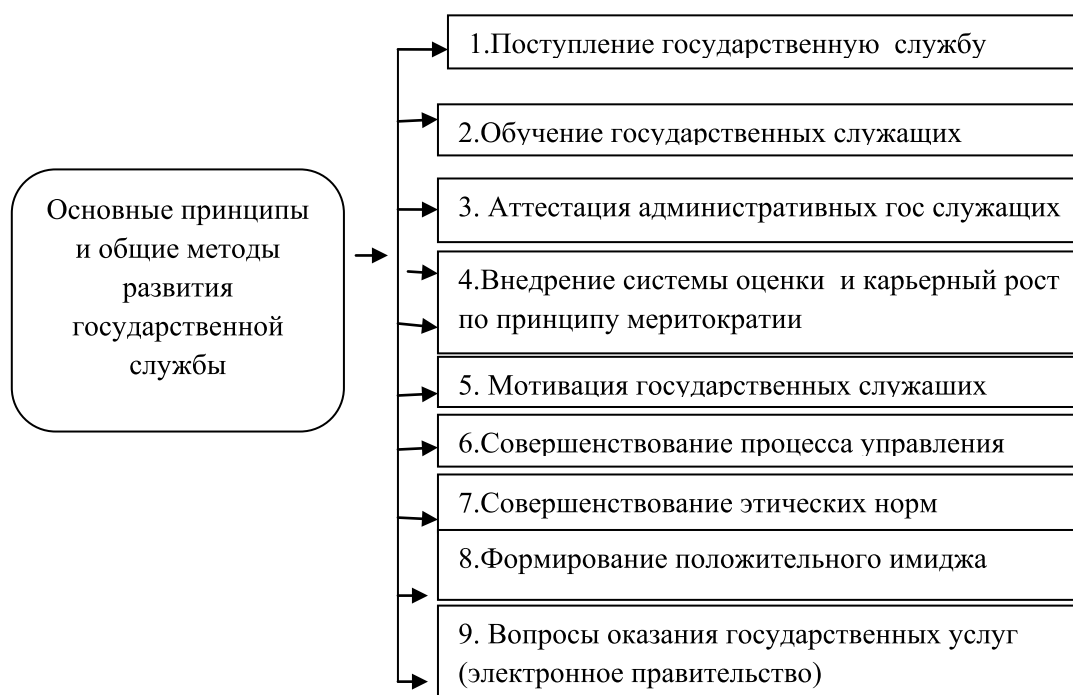 Основные принципы
и общие методы
развития
государственной
службы
1.Поступление государственную  службу
2.Обучение государственных служащих
3. Аттестация административных гос служащих
4.Внедрение системы оценки  и карьерный рост
по принципу меритократии
5. Мотивация государственных служащих
6.Совершенствование процесса управления
7.Совершенствование этических норм
8.Формирование положительного имиджа
9. Вопросы оказания государственных услуг
(электронное правительство)